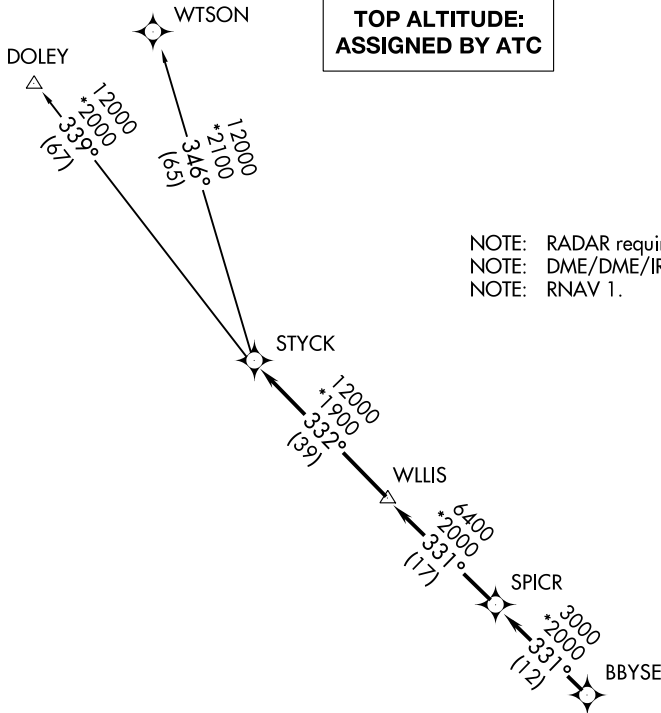 WTSON
TOP ALTITUDE:
ASSIGNED BY ATC
DOLEY
12000
*2000
339°
(67)
12000
*2100
346°
(65)
NOTE: RADAR
NOTE: DME/DME/
NOTE: RNAV 1.
STYCK
12000
*1900
332°
(39)
WLLIS
6400
*2000
331°
(17)
SPICR
3000
*2000
331°
(12)
BBYSE